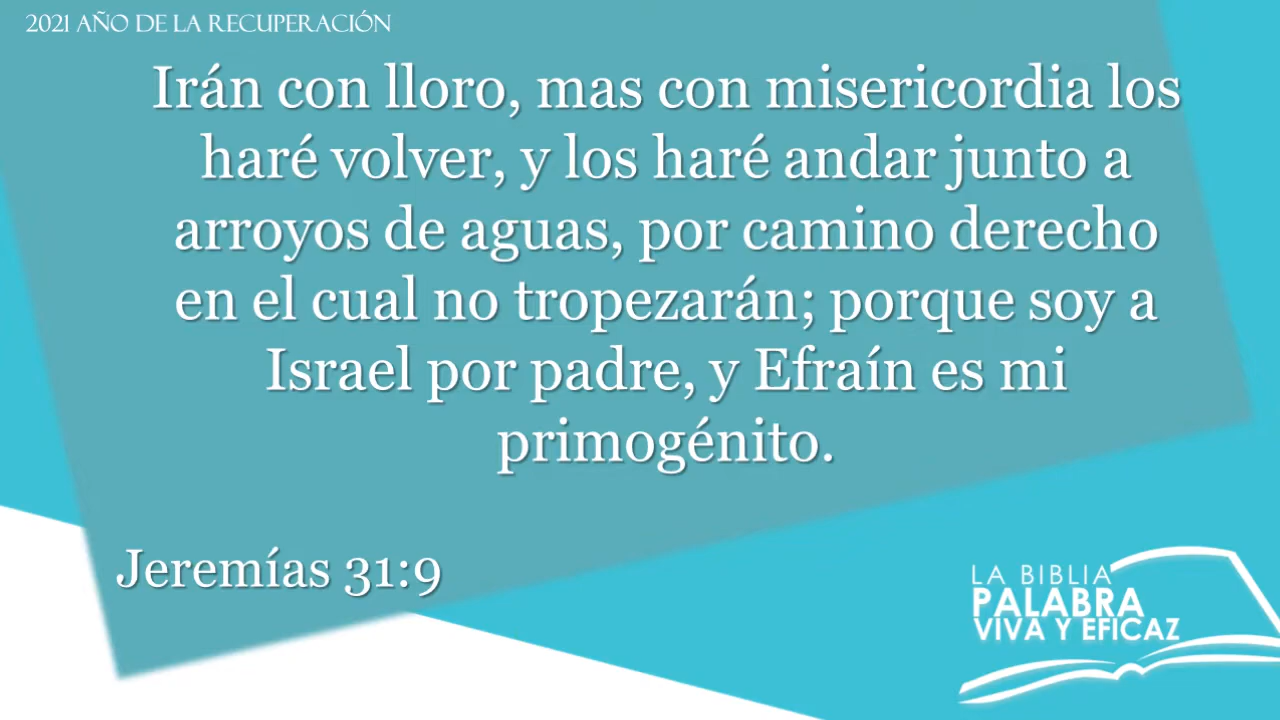 2021 AÑO DE LA RECUPERACIÓN
Irán con lloro, mas con misericordia los
haré volver, y los haré andar junto a
arroyos de aguas, por camino derecho
en el cual no tropezarán; porque soy a
Israel por padre, y Efraín es mi
primogénito.
Jeremías 31:9
LA BIBLIA
PALABRA
VIVA Y EFICAZ